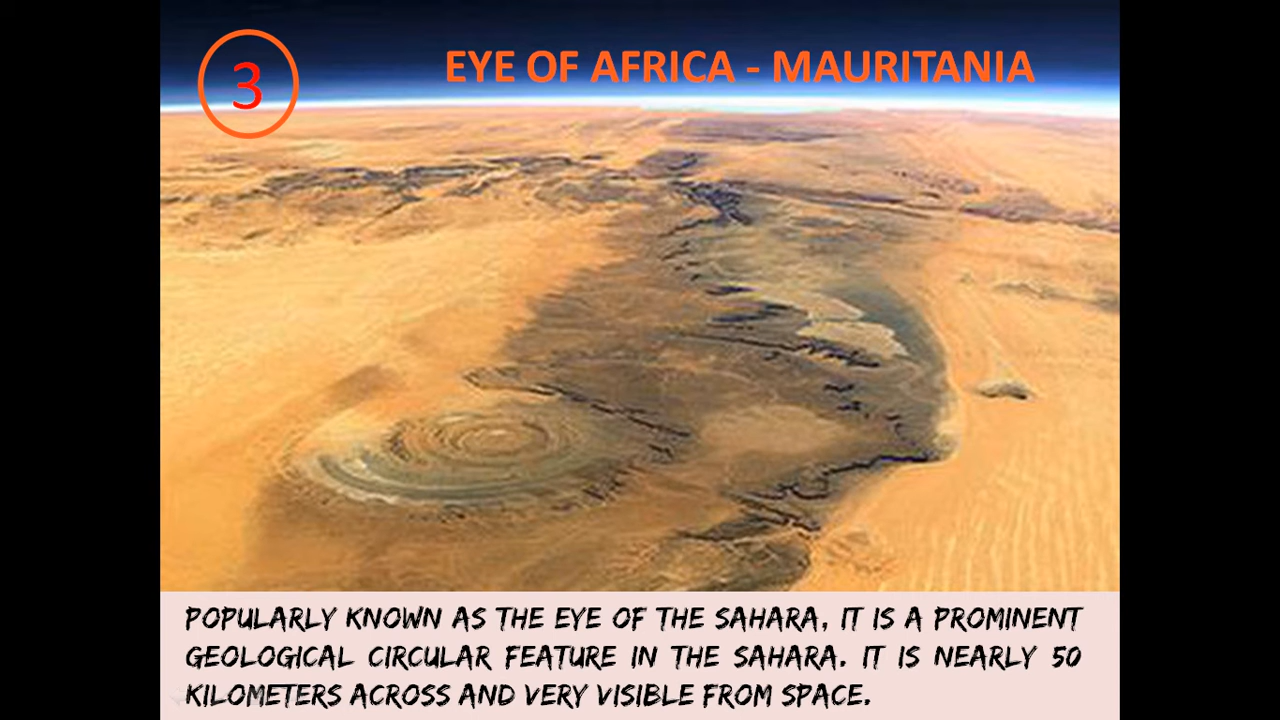 3
EYE OF AFRICA - MAURITANIA
POPULARLY KNOWN AS THE EYE OF THE SAHARA, IT IS A PROMINENT
GEOLOGICAL CIRCULAR FEATURE IN THE SAHARA. IT IS NEARLY 50
KILOMETERS ACROSS AND VERY VISIBLE FROM SPACE.